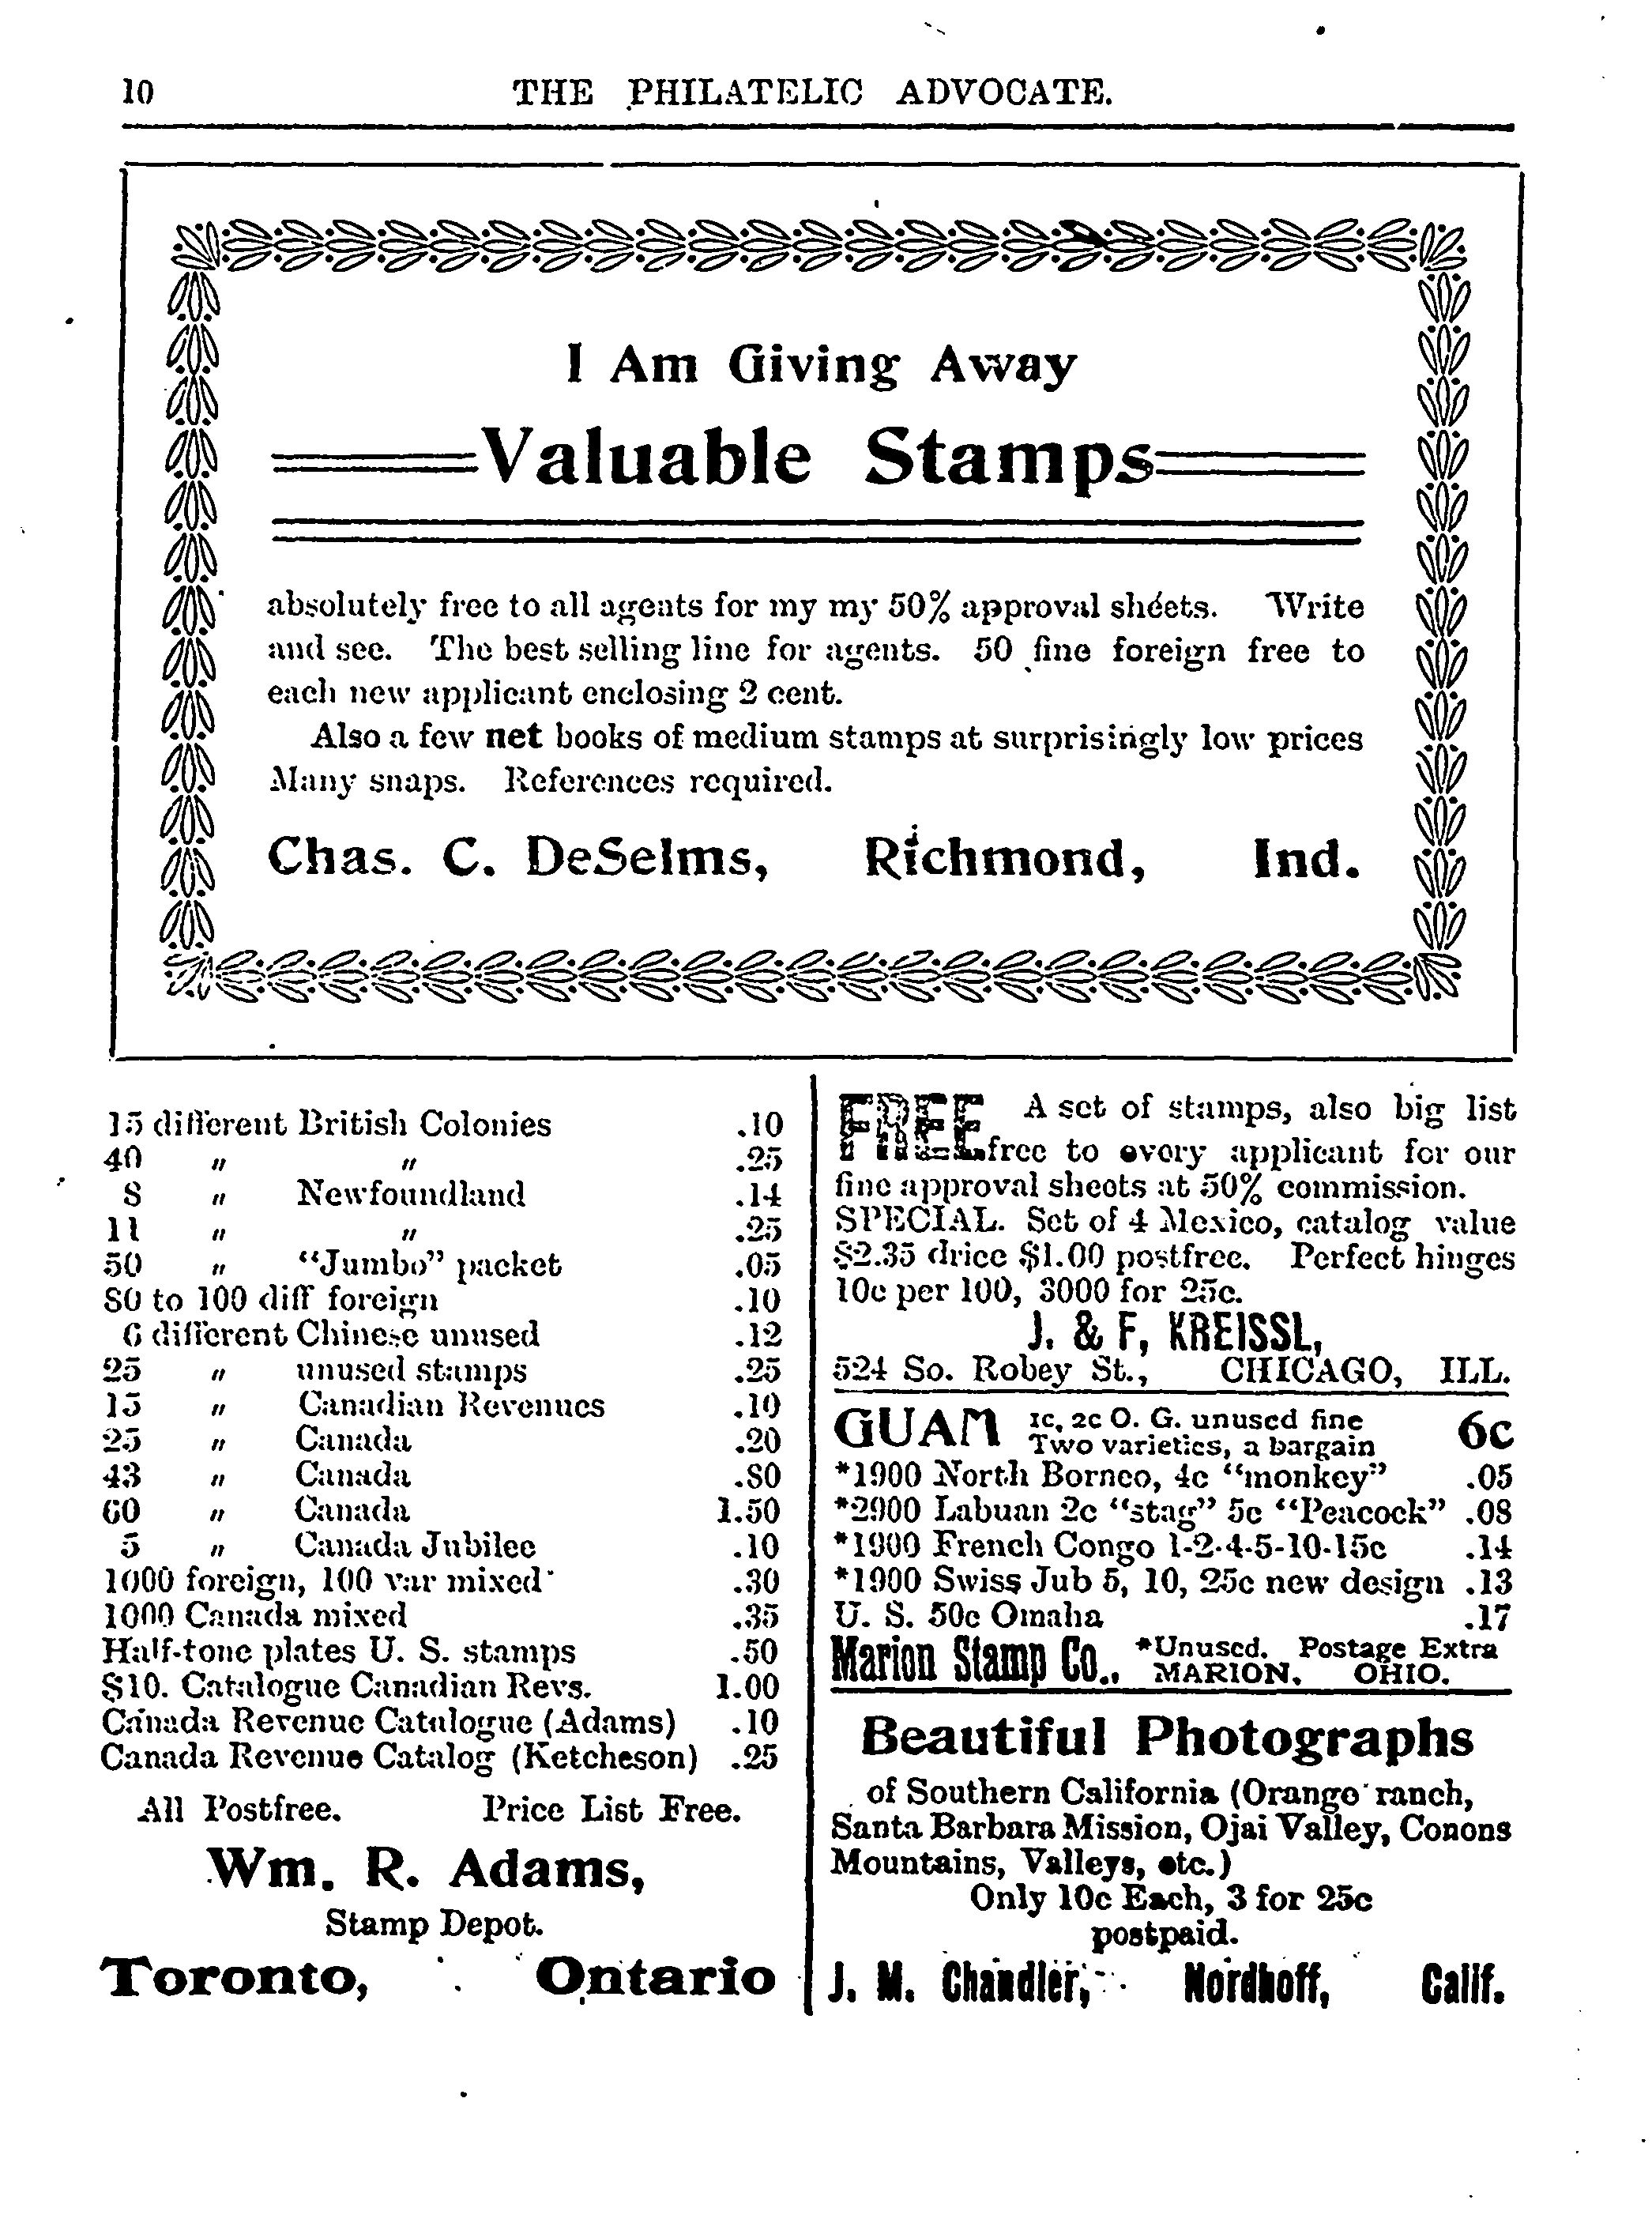 10 THE PHILATELIC ADVOCATE.
I Am Giving Away
Valuable Stamps
absolutely free to all agents for my my 50% approval sheets. Write
and see. The best selling line for agents. 50 fine foreign free to
each new applicant enclosing 2 cent.
Also a few net books of medium stamps at surprisingly low prices
Many snaps. References required.
Chas. C. DeSelms, Richmond, Ind.
15 different British Colonies .10
40 " " .25
8 " Newfoundland .14
11 " " .25
50 " "Jumbo" packet .05
80 to 100 diff foreign .10
6 different Chinese unused .12
25 " unused stamps .25
15 " Canadian Revenues .10
25 " Canada .20
43 " Canada .80
60 " Canada 1.50
5 " Canada Jubilee .10
1000 foreign, 100 var mixed .30
1000 Canada mixed .35
Half-tone plates U. S. stamps .50
$10. Catalogue Canadian Revs. 1.00
Canada Revenue Catalogue (Adams) .10
Canada Revenue Catalog (Ketcheson) .25
All Postfree. Price List Free.
Wm. R. Adams,
Stamp Depot.
Toronto, Ontario
FREE A set of stamps, also big list
free to every applicant for our
fine approval sheets at 50% commission.
SPECIAL. Set of 4 Mexico, catalog value
$2.35 drice $1.00 postfree. Perfect hinges
10c per 100, 3000 for 25c.
J. & F, KREISSL,
524 So. Robey St., CHICAGO, ILL.
GUAM 1c, 2c O. G. unused fine 6c
Two varieties, a bargain
*1900 North Borneo, 4c "monkey" .05
*2900 Labuan 2c "stag" 5c "Peacock" .08
*1900 French Congo 1-2-4-5-10-15c .14
*1900 Swiss Jub 5, 10, 25c new design .13
U. S. 50c Omaha .17
Marion Stamp Co., *Unused. Postage Extra
MARION, OHIO.
Beautiful Photographs
of Southern California (Orange ranch,
Santa Barbara Mission, Ojai Valley, Conons
Mountains, Valleys, etc.)
Only 10c Each, 3 for 25c
postpaid.
J. M. Chandler, Nordhoff, Calif.